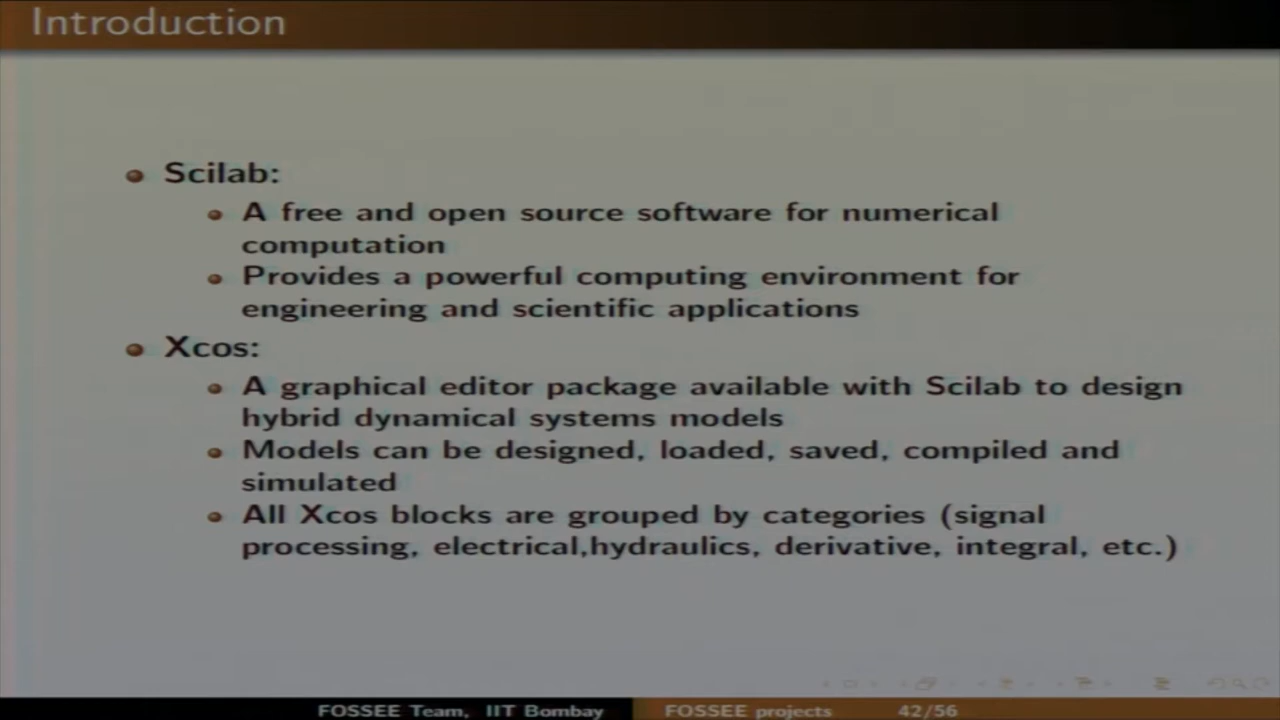 Introduction
Scilab:
A free and open source software for numerical
computation
Provides a powerful computing environment for
engineering and scientific applications
Xcos:
A graphical editor package available with Scilab to design
hybrid dynamical systems models
Models can be designed, loaded, saved, compiled and
simulated
All Xcos blocks are grouped by categories (signal
processing, electrical,hydraulics, derivative, integral, etc.)
FOSSEE Team, IIT Bombay FOSSEE projects 42/56